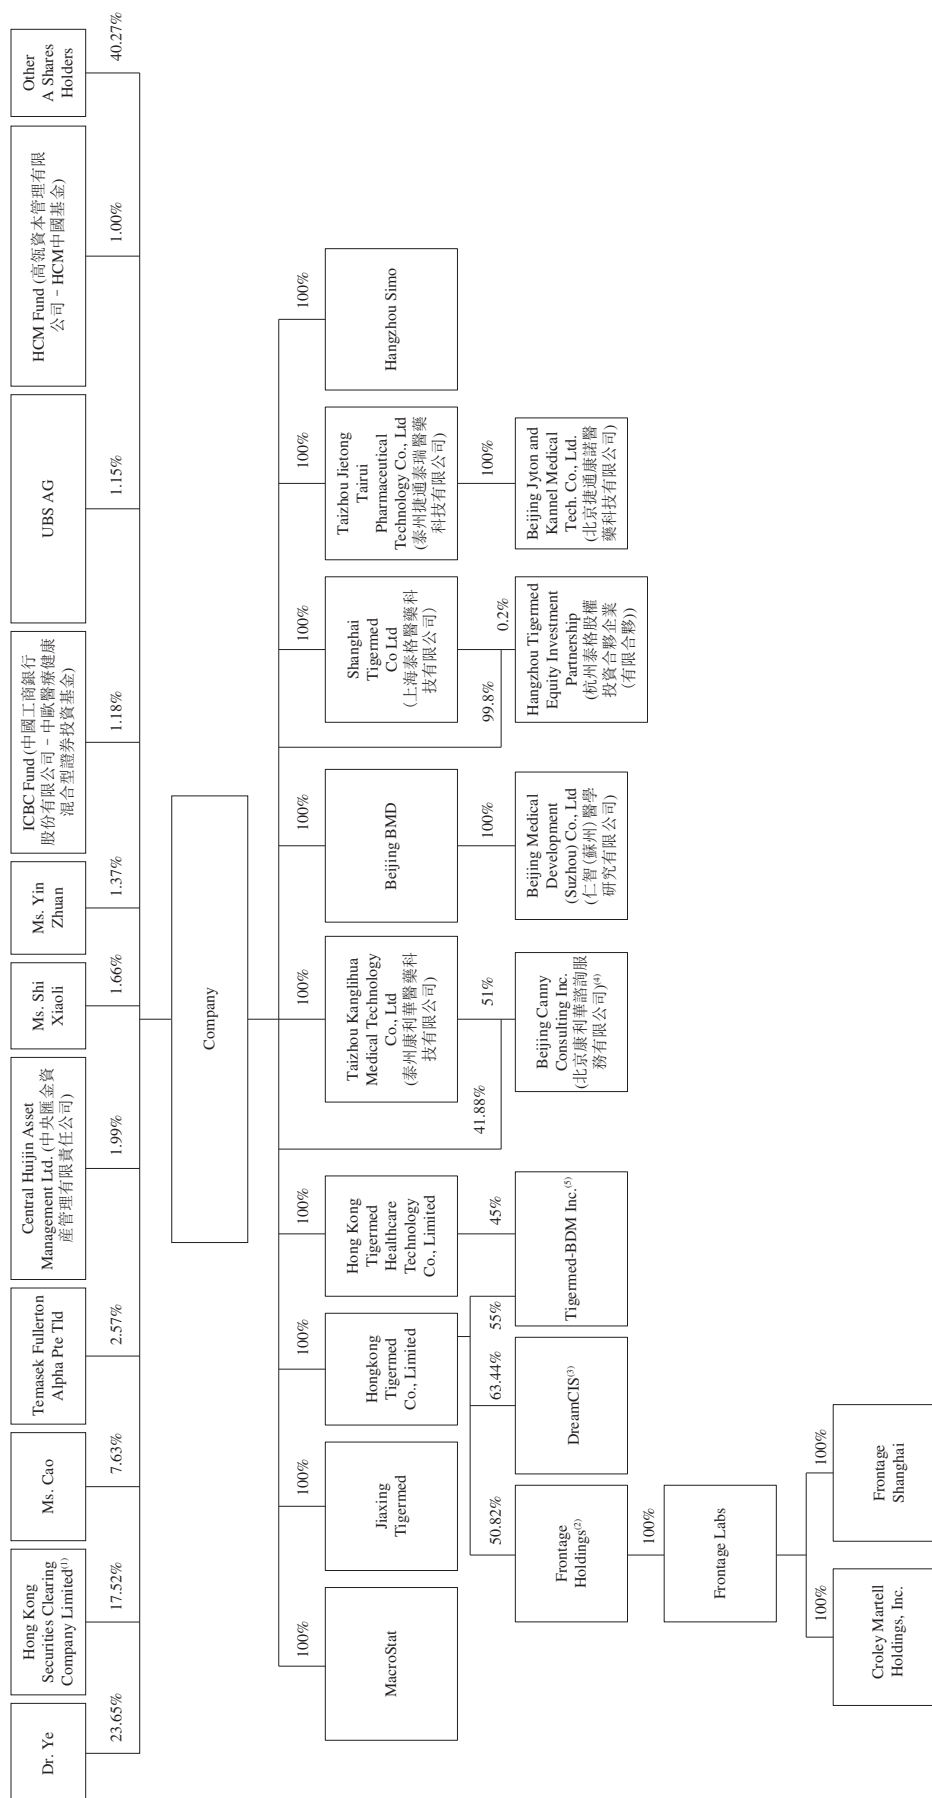 Dr. Ye
23.65%
Hong Kong
Securities Clearing
Company Limited(1)
17.52%
Ms. Cao
7.63%
Temasek Fullerton
Alpha Pte Tld
2.57%
Central Huijin Asset
Management Ltd. (中央匯金資
產管理有限責任公司)
1.99%
Ms. Shi
Xiaoli
1.66%
Ms. Yin
Zhuan
1.37%
ICBC Fund (中國工商銀行
股份有限公司 – 中歐醫療健康
混合型證券投資基金)
1.18%
UBS AG
1.15%
HCM Fund (高瓴資本管理有限
公司 – HCM中國基金)
1.00%
Other
A Shares
Holders
40.27%
Company
100%
MacroStat
100%
Jiaxing
Tigermed
100%
Hongkong
Tigermed
Co., Limited
100%
Hong Kong
Tigermed
Healthcare
Technology
Co., Limited
100%
Taizhou Kanglihua
Medical Technology
Co., Ltd
(泰州康利華醫藥科
技有限公司)
100%
Beijing BMD
100%
Shanghai
Tigermed
Co Ltd
(上海泰格醫藥科
技有限公司)
100%
Taizhou Jietong
Tairui
Pharmaceutical
Technology Co., Ltd
(泰州捷通泰瑞醫藥
科技有限公司)
100%
Hangzhou Simo
50.82%
Frontage
Holdings(2)
63.44%
DreamCIS(3)
55%
45%
Tigermed-BDM Inc.(5)
41.88%
51%
Beijing Canny
Consulting Inc.
(北京康利華諮詢服
務有限公司)(4)
100%
Beijing Medical
Development
(Suzhou) Co., Ltd
(仁智(蘇州)醫學
研究有限公司)
99.8%
0.2%
Hangzhou Tigermed
Equity Investment
Partnership
(杭州泰格股權
投資合夥企業
(有限合夥))
100%
Beijing Jyton and
Kannel Medical
Tech. Co., Ltd.
(北京捷通康諾醫
藥科技有限公司)
100%
Frontage Labs
100%
Croley Martell
Holdings, Inc.
100%
Frontage
Shanghai